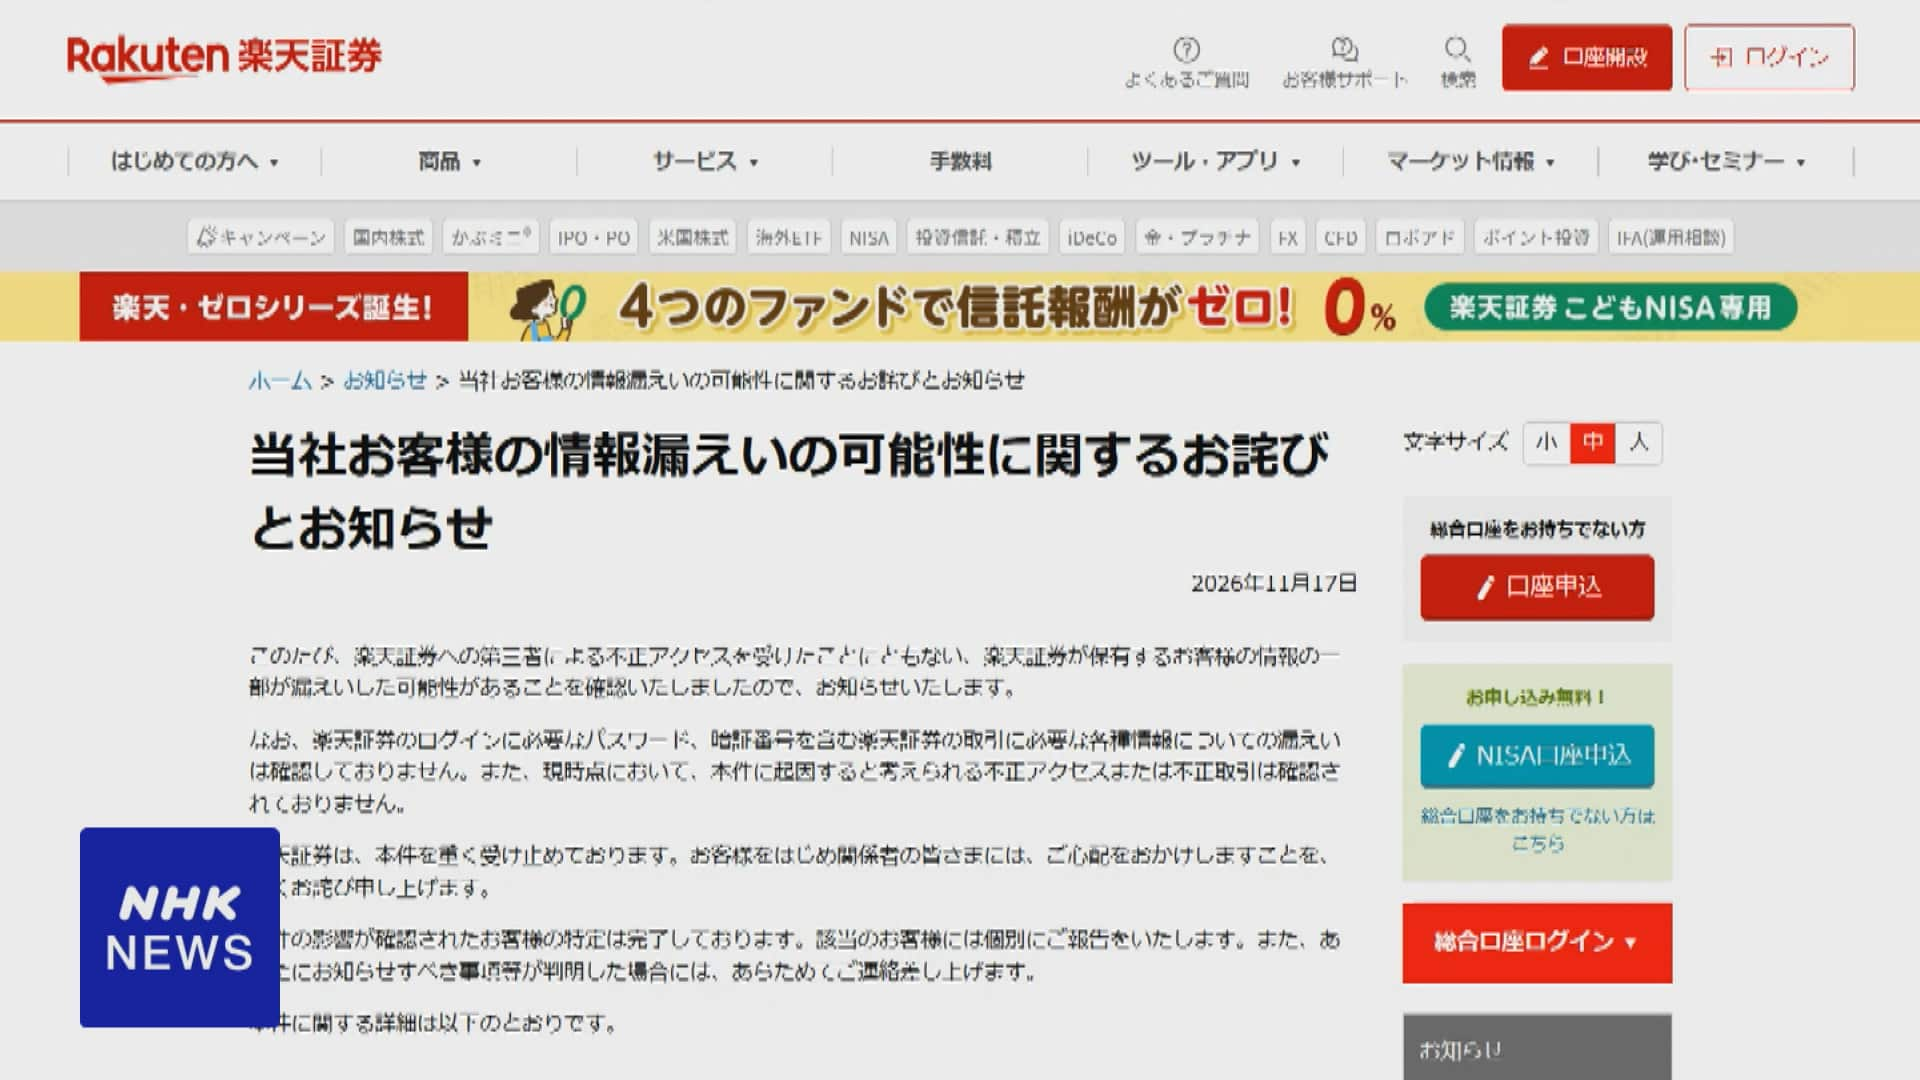 Rakuten 楽天証券
よくあるご質問
お客様サポート
検索
口座開設
ログイン
はじめての方へ
商品
サービス
手数料
ツール・アプリ
マーケット情報
学び・セミナー
キャンペーン
国内株式
かぶミニ®
IPO・PO
米国株式
海外ETF
NISA
投資信託・積立
iDeCo
金・プラチナ
FX
CFD
ロボアド
ポイント投資
IFA(運用相談)
楽天・ゼロシリーズ誕生!
4つのファンドで信託報酬がゼロ! 0%
楽天証券 こどもNISA専用
ホーム > お知らせ > 当社お客様の情報漏えいの可能性に関するお詫びとお知らせ
当社お客様の情報漏えいの可能性に関するお詫び
とお知らせ
2026年11月17日
このたび、楽天証券への第三者による不正アクセスを受けたことにともない、楽天証券が保有するお客様の情報の一
部が漏えいした可能性があることを確認いたしましたので、お知らせいたします。
なお、楽天証券のログインに必要なパスワード、暗証番号を含む楽天証券の取引に必要な各種情報についての漏えい
は確認しておりません。また、現時点において、本件に起因すると考えられる不正アクセスまたは不正取引は確認さ
れておりません。
天証券は、本件を重く受け止めております。お客様をはじめ関係者の皆さまには、ご心配をおかけしますことを、
くお詫び申し上げます。
件の影響が確認されたお客様の特定は完了しております。該当のお客様には個別にご報告をいたします。また、あ
たにお知らせすべき事項等が判明した場合には、あらためてご連絡差し上げます。
本件に関する詳細は以下のとおりです。
文字サイズ 小 中 人
総合口座をお持ちでない方
口座申込
お申し込み無料！
NISA口座申込
総合口座をお持ちでない方は
こちら
総合口座ログイン
お知らせ
NHK
NEWS